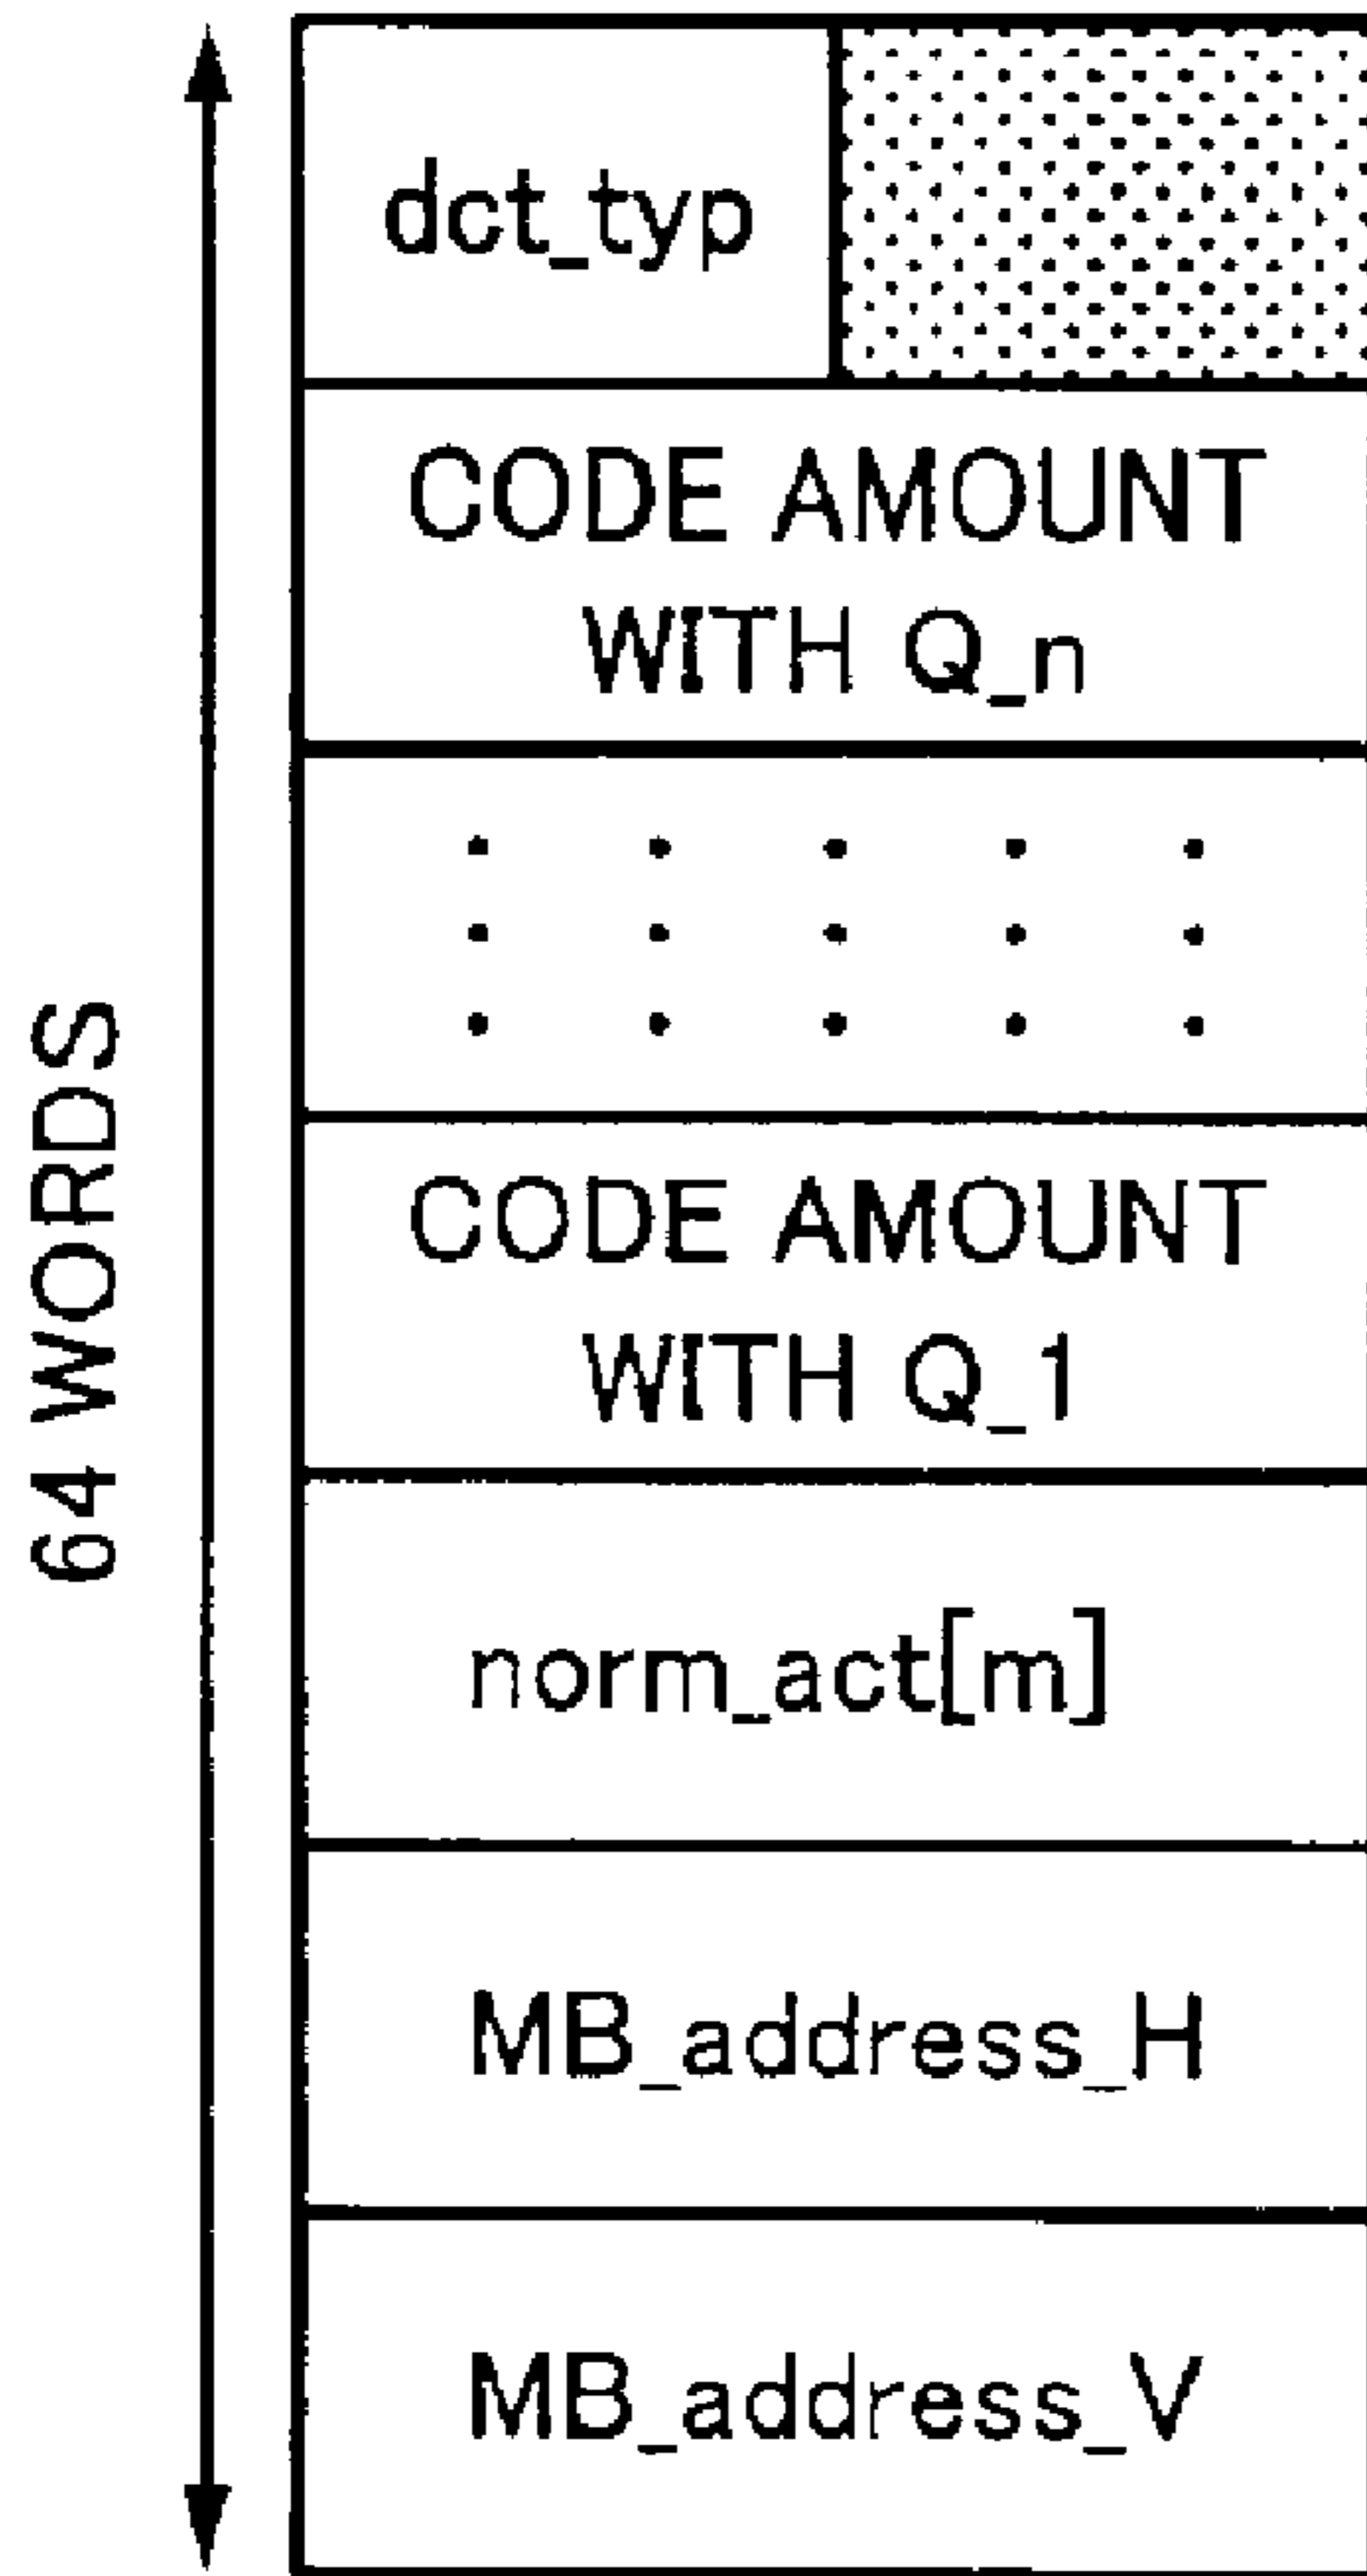 64 WORDS
dct_typ
CODE AMOUNT
WITH Q_n
CODE AMOUNT
WITH Q_1
norm_act[m]
MB_address_H
MB_address_V